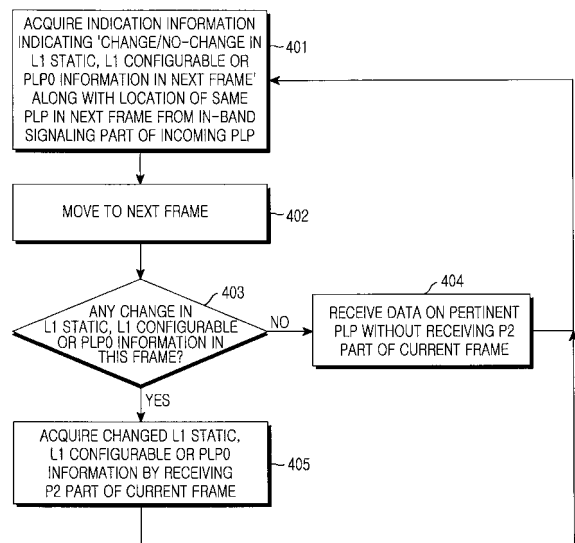 ACQUIRE INDICATION INFORMATION
INDICATING 'CHANGE/NO-CHANGE IN
L1 STATIC, L1 CONFIGURABLE OR
PLP0 INFORMATION IN NEXT FRAME'
ALONG WITH LOCATION OF SAME
PLP IN NEXT FRAME FROM IN-BAND
SIGNALING PART OF INCOMING PLP
401
MOVE TO NEXT FRAME
402
403
ANY CHANGE IN
L1 STATIC, L1 CONFIGURABLE
OR PLP0 INFORMATION IN
THIS FRAME?
NO
404
RECEIVE DATA ON PERTINENT
PLP WITHOUT RECEIVING P2
PART OF CURRENT FRAME
YES
ACQUIRE CHANGED L1 STATIC,
L1 CONFIGURABLE OR PLP0
INFORMATION BY RECEIVING
P2 PART OF CURRENT FRAME
405